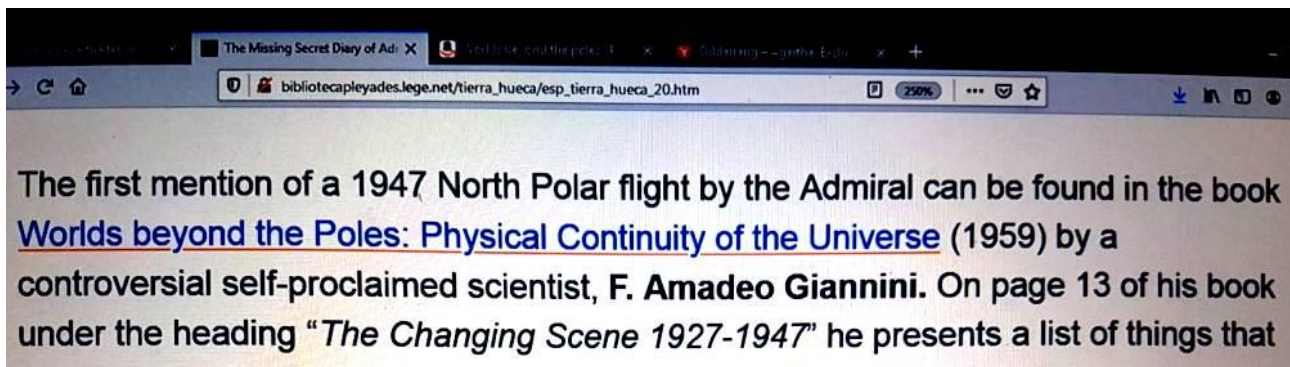 The Missing Secret Diary of Adı
bibliotecapleyades.lege.net/tierra_hueca/esp_tierra_hueca_20.htm
250%
The first mention of a 1947 North Polar flight by the Admiral can be found in the book
Worlds beyond the Poles: Physical Continuity of the Universe (1959) by a
controversial self-proclaimed scientist, F. Amadeo Giannini. On page 13 of his book
under the heading “The Changing Scene 1927-1947” he presents a list of things that